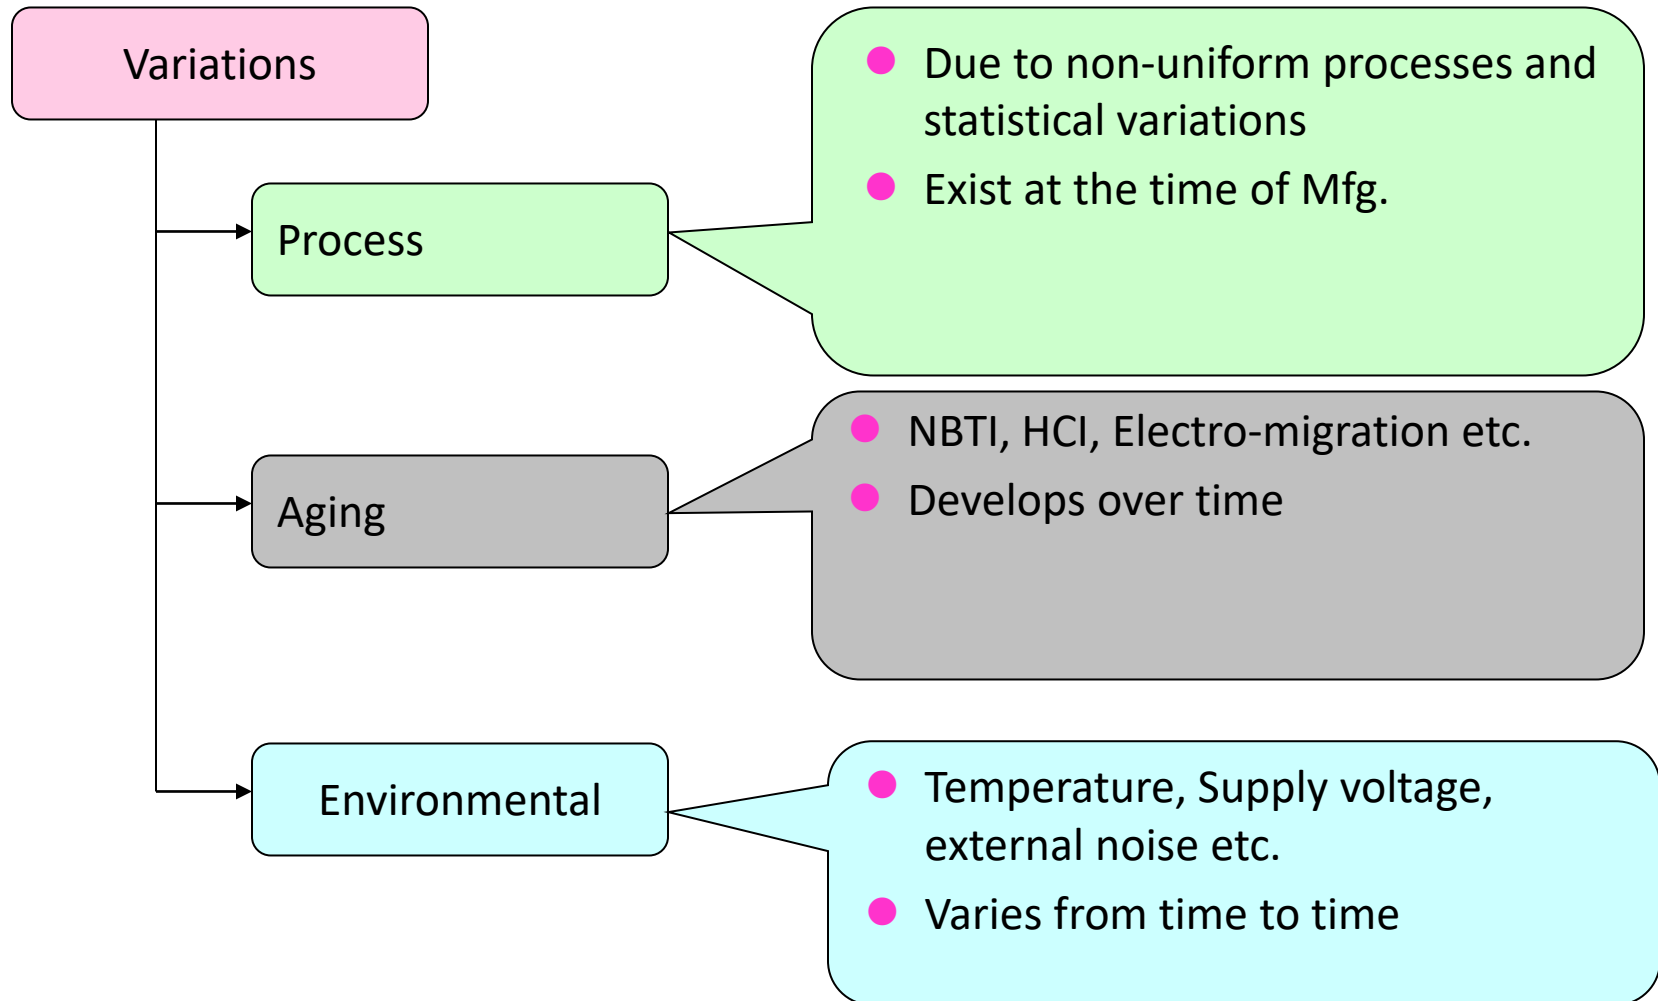 Variations
Process
Due to non-uniform processes and
statistical variations
Exist at the time of Mfg.
Aging
NBTI, HCI, Electro-migration etc.
Develops over time
Environmental
Temperature, Supply voltage,
external noise etc.
Varies from time to time